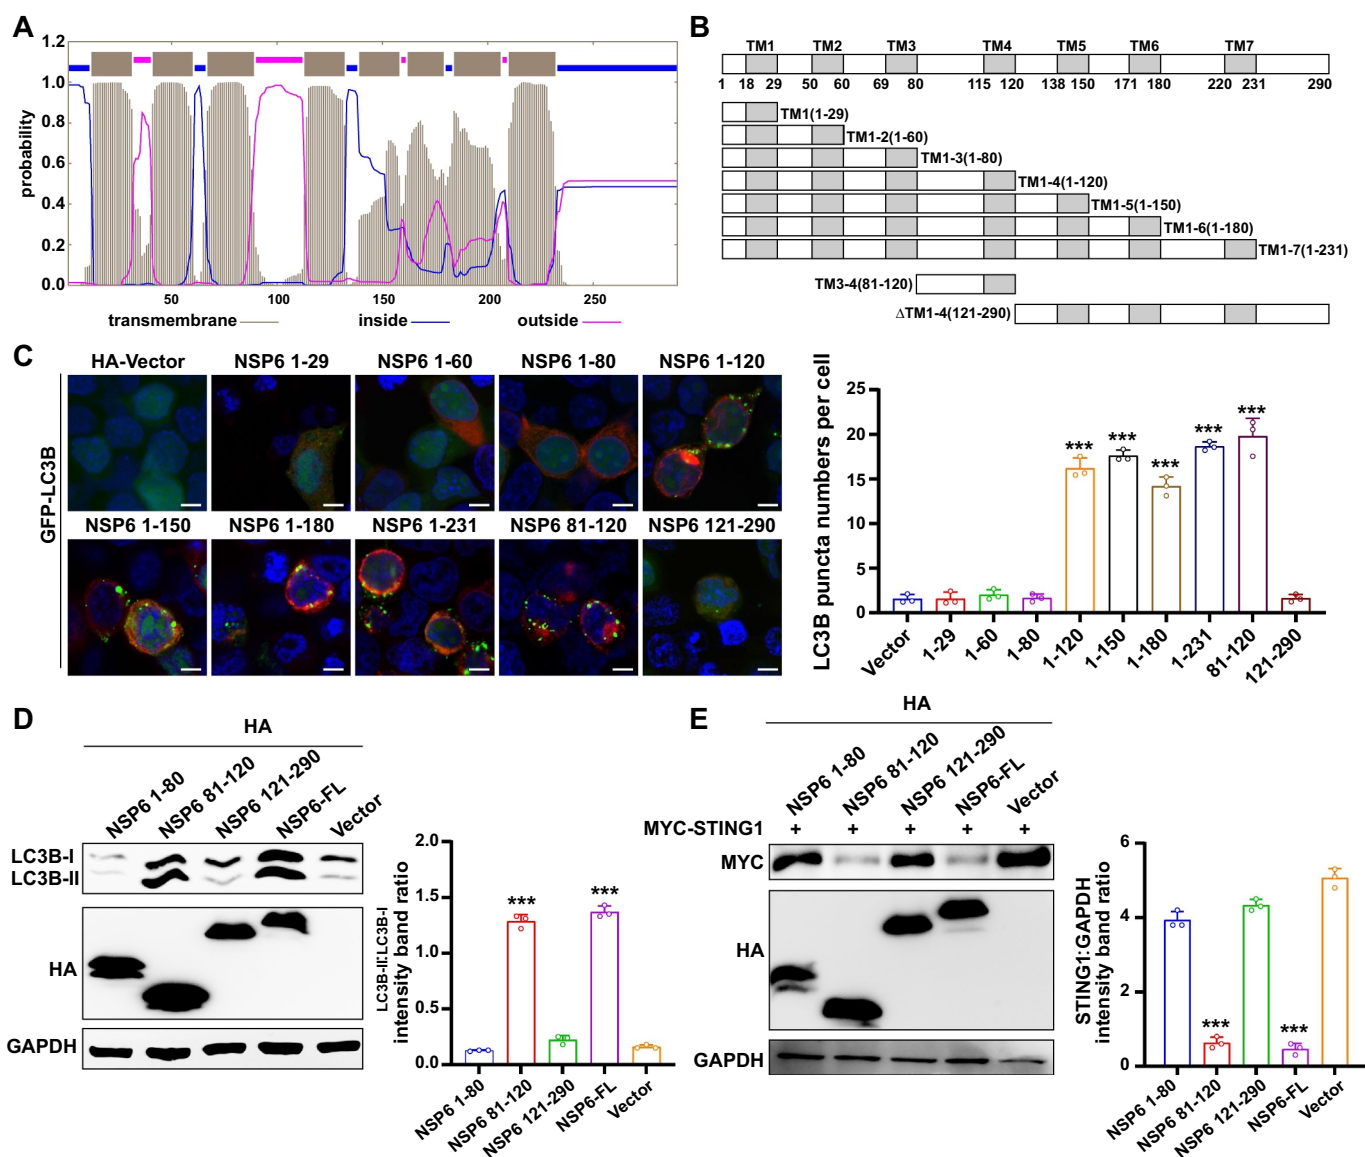 A
1.2
1.0
0.8
0.6
0.4
0.2
0.0
probability
50
100
150
200
250
transmembrane
inside
outside
B
TM1 TM2 TM3 TM4 TM5 TM6 TM7
1 18 29 50 60 69 80 115 120 138 150 171 180 220 231 290
TM1(1-29)
TM1-2(1-60)
TM1-3(1-80)
TM1-4(1-120)
TM1-5(1-150)
TM1-6(1-180)
TM1-7(1-231)
TM3-4(81-120)
ΔTM1-4(121-290)
C
GFP-LC3B
HA-Vector NSP6 1-29 NSP6 1-60 NSP6 1-80 NSP6 1-120
NSP6 1-150 NSP6 1-180 NSP6 1-231 NSP6 81-120 NSP6 121-290
LC3B puncta numbers per cell
25
20
15
10
5
0
*** *** *** *** ***
Vector 1-29 1-60 1-80 1-120 1-150 1-180 1-231 81-120 121-290
D
HA
NSP6 1-80 NSP6 81-120 NSP6 121-290 NSP6-FL Vector
LC3B-I
LC3B-II
HA
GAPDH
LC3B-II:LC3B-I
intensity band ratio
2.0
1.5
1.0
0.5
0.0
*** ***
NSP6 1-80 NSP6 81-120 NSP6 121-290 NSP6-FL Vector
E
HA
NSP6 1-80 NSP6 81-120 NSP6 121-290 NSP6-FL Vector
MYC-STING1 + + + + +
MYC
HA
GAPDH
STING1:GAPDH
intensity band ratio
6
4
2
0
*** ***
NSP6 1-80 NSP6 81-120 NSP6 121-290 NSP6-FL Vector